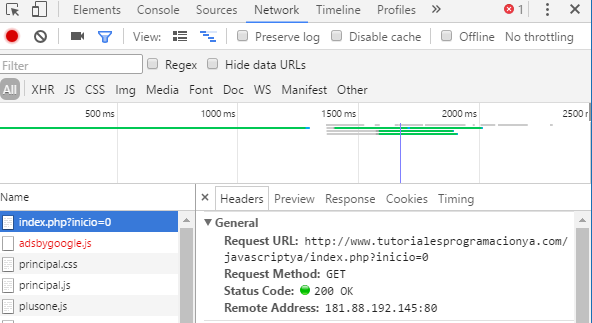 Elements Console Sources Network Timeline Profiles » 1
View: Preserve log Disable cache Offline No throttling
Filter Regex Hide data URLs
All XHR JS CSS Img Media Font Doc WS Manifest Other
500 ms 1000 ms 1500 ms 2000 ms 2500 ms
Name
× Headers Preview Response Cookies Timing
index.php?inicio=0
adsbygoogle.js
principal.css
principal.js
plusone.js
General
Request URL: http://www.tutorialesprogramacionya.com/
javascriptya/index.php?inicio=0
Request Method: GET
Status Code: 200 OK
Remote Address: 181.88.192.145:80